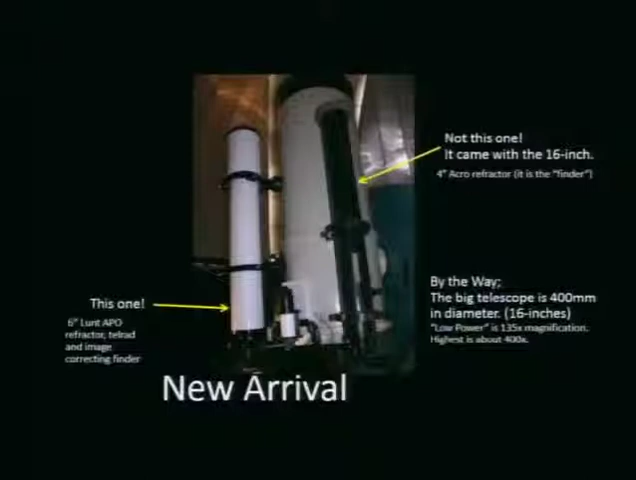 Not this one!
It came with the 16-inch.
4" Acro refractor (it is the "finder")
This one!
6" Lunt APO
refractor, telrad
and image
correcting finder
By the Way;
The big telescope is 400mm
in diameter. (16-inches)
"Low Power" is 135x magnification.
Highest is about 400x.
New Arrival